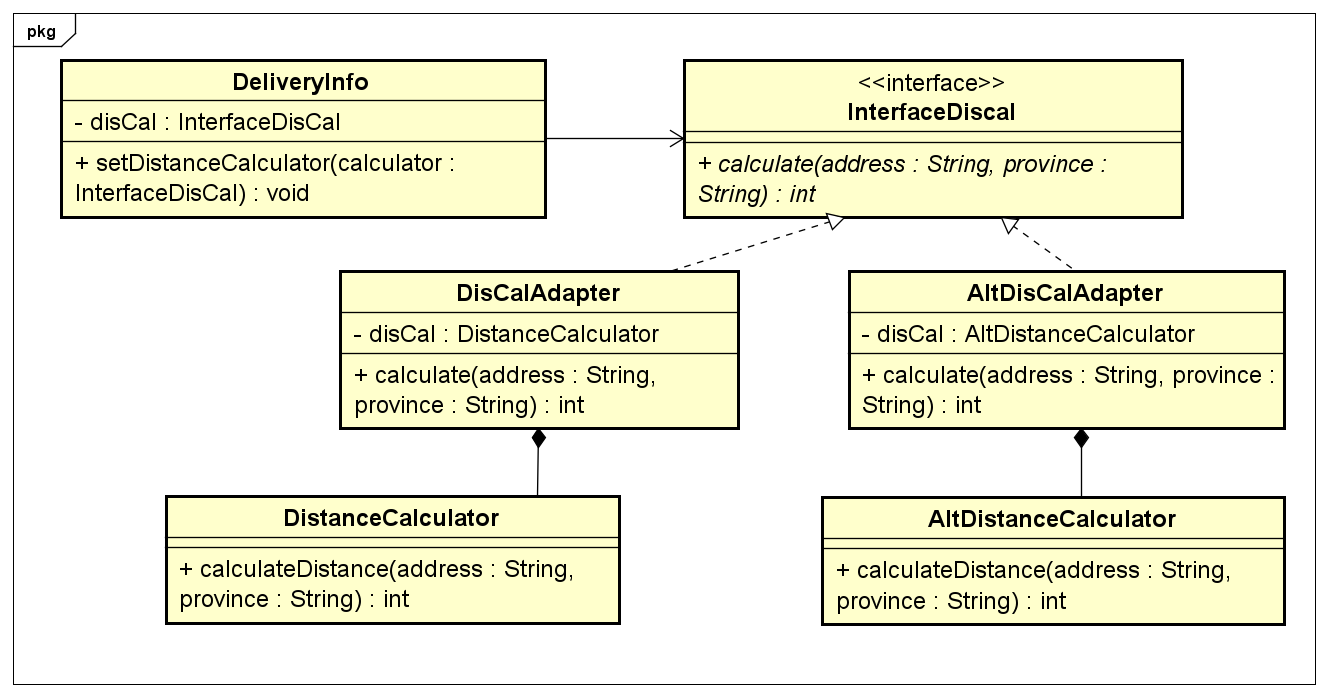 pkg
DeliveryInfo
- disCal : InterfaceDisCal
+ setDistanceCalculator(calculator :
InterfaceDisCal) : void
<<interface>>
InterfaceDiscal
+ calculate(address : String, province :
String) : int
DisCalAdapter
- disCal : DistanceCalculator
+ calculate(address : String,
province : String) : int
AltDisCalAdapter
- disCal : AltDistanceCalculator
+ calculate(address : String, province :
String) : int
DistanceCalculator
+ calculateDistance(address : String,
province : String) : int
AltDistanceCalculator
+ calculateDistance(address : String,
province : String) : int